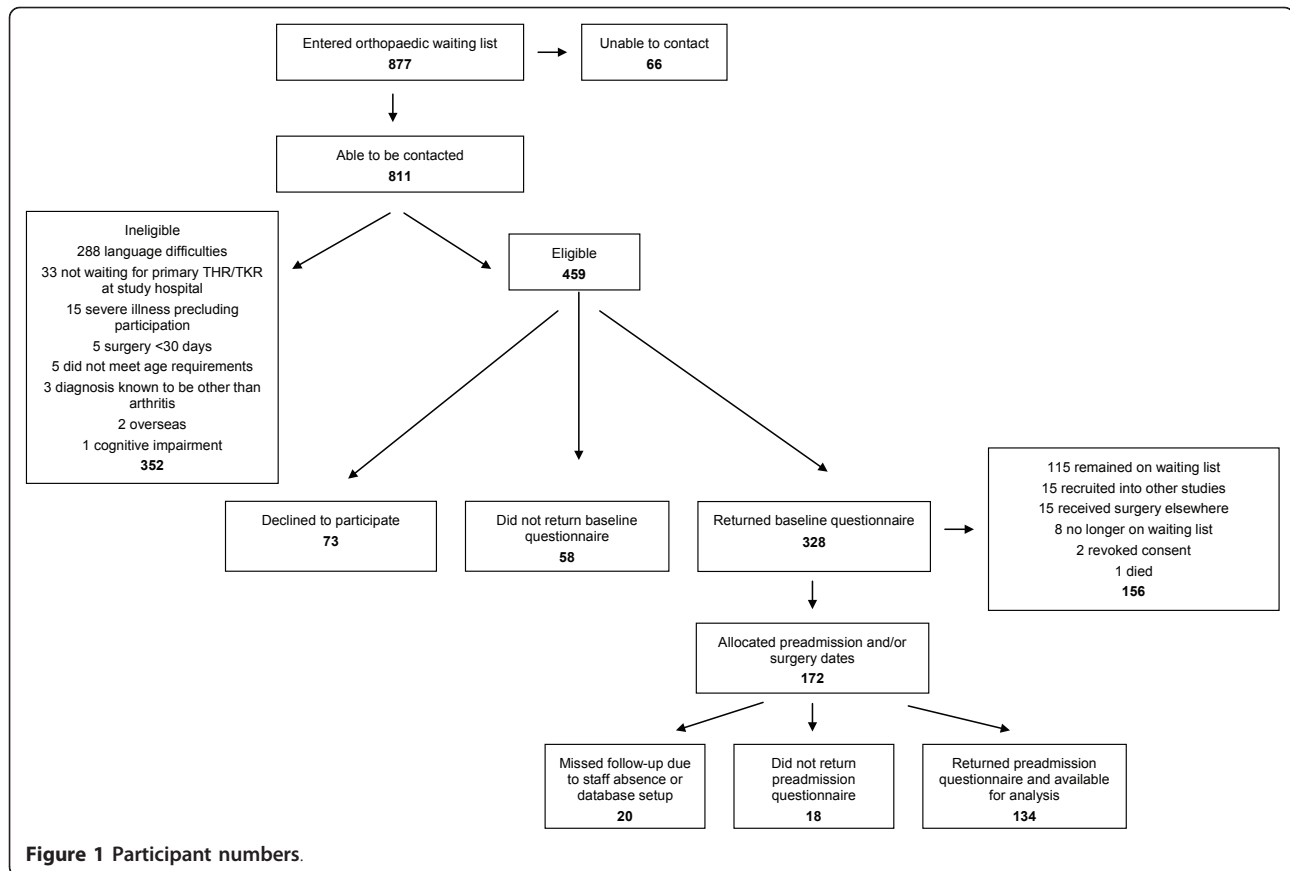 Entered orthopaedic waiting list
877
Unable to contact
66
Able to be contacted
811
Ineligible
288 language difficulties
33 not waiting for primary THR/TKR
at study hospital
15 severe illness precluding
participation
5 surgery <30 days
5 did not meet age requirements
3 diagnosis known to be other than
arthritis
2 overseas
1 cognitive impairment
352
Eligible
459
Declined to participate
73
Did not return baseline
questionnaire
58
Returned baseline questionnaire
328
115 remained on waiting list
15 recruited into other studies
15 received surgery elsewhere
8 no longer on waiting list
2 revoked consent
1 died
156
Allocated preadmission and/or
surgery dates
172
Missed follow-up due
to staff absence or
database setup
20
Did not return
preadmission
questionnaire
18
Returned preadmission
questionnaire and available
for analysis
134
Figure 1 Participant numbers.